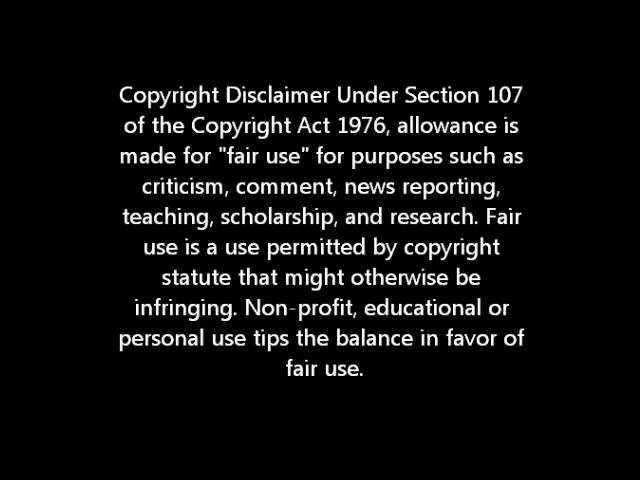 Copyright Disclaimer Under Section 107
of the Copyright Act 1976, allowance is
made for "fair use" for purposes such as
criticism, comment, news reporting,
teaching, scholarship, and research. Fair
use is a use permitted by copyright
statute that might otherwise be
infringing. Non-profit, educational or
personal use tips the balance in favor of
fair use.